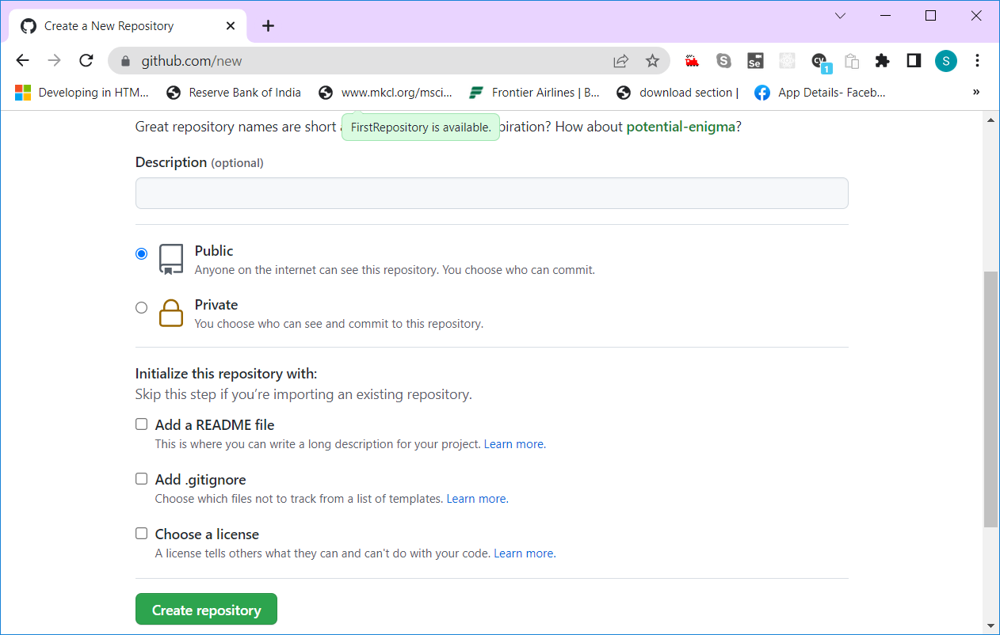 Create a New Repository
github.com/new
Se
CY
1
S
Developing in HTM...
Reserve Bank of India
www.mkcl.org/msci...
Frontier Airlines | B...
download section |
App Details- Faceb...
»
Great repository names are short FirstRepository is available. piration? How about potential-enigma?
Description (optional)
Public
Anyone on the internet can see this repository. You choose who can commit.
Private
You choose who can see and commit to this repository.
Initialize this repository with:
Skip this step if you’re importing an existing repository.
Add a README file
This is where you can write a long description for your project. Learn more.
Add .gitignore
Choose which files not to track from a list of templates. Learn more.
Choose a license
A license tells others what they can and can't do with your code. Learn more.
Create repository